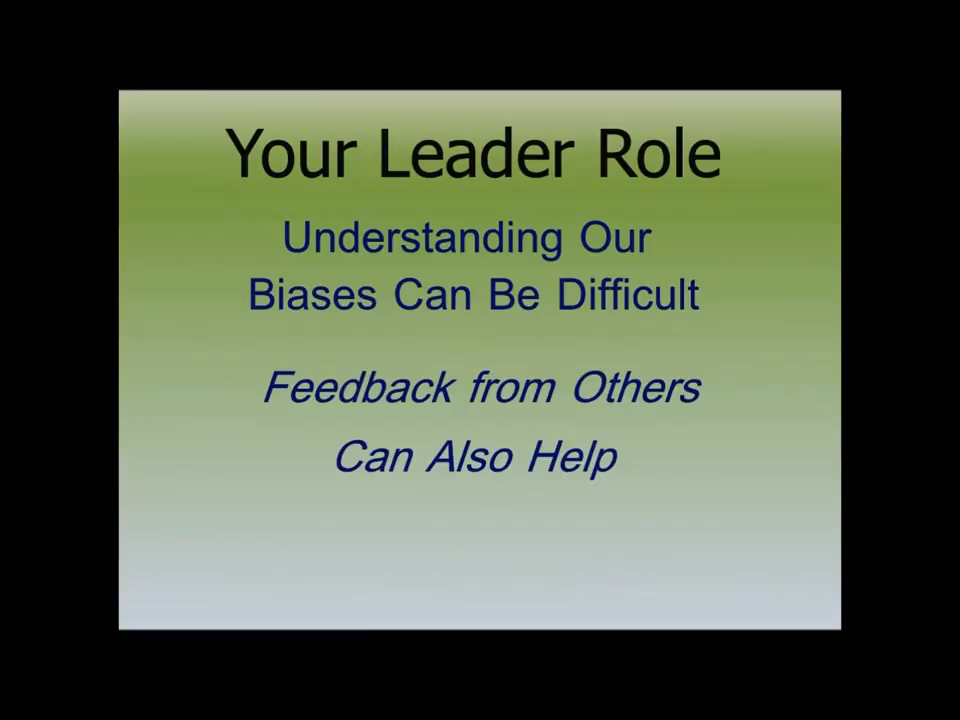 Your Leader Role
Understanding Our
Biases Can Be Difficult
Feedback from Others
Can Also Help